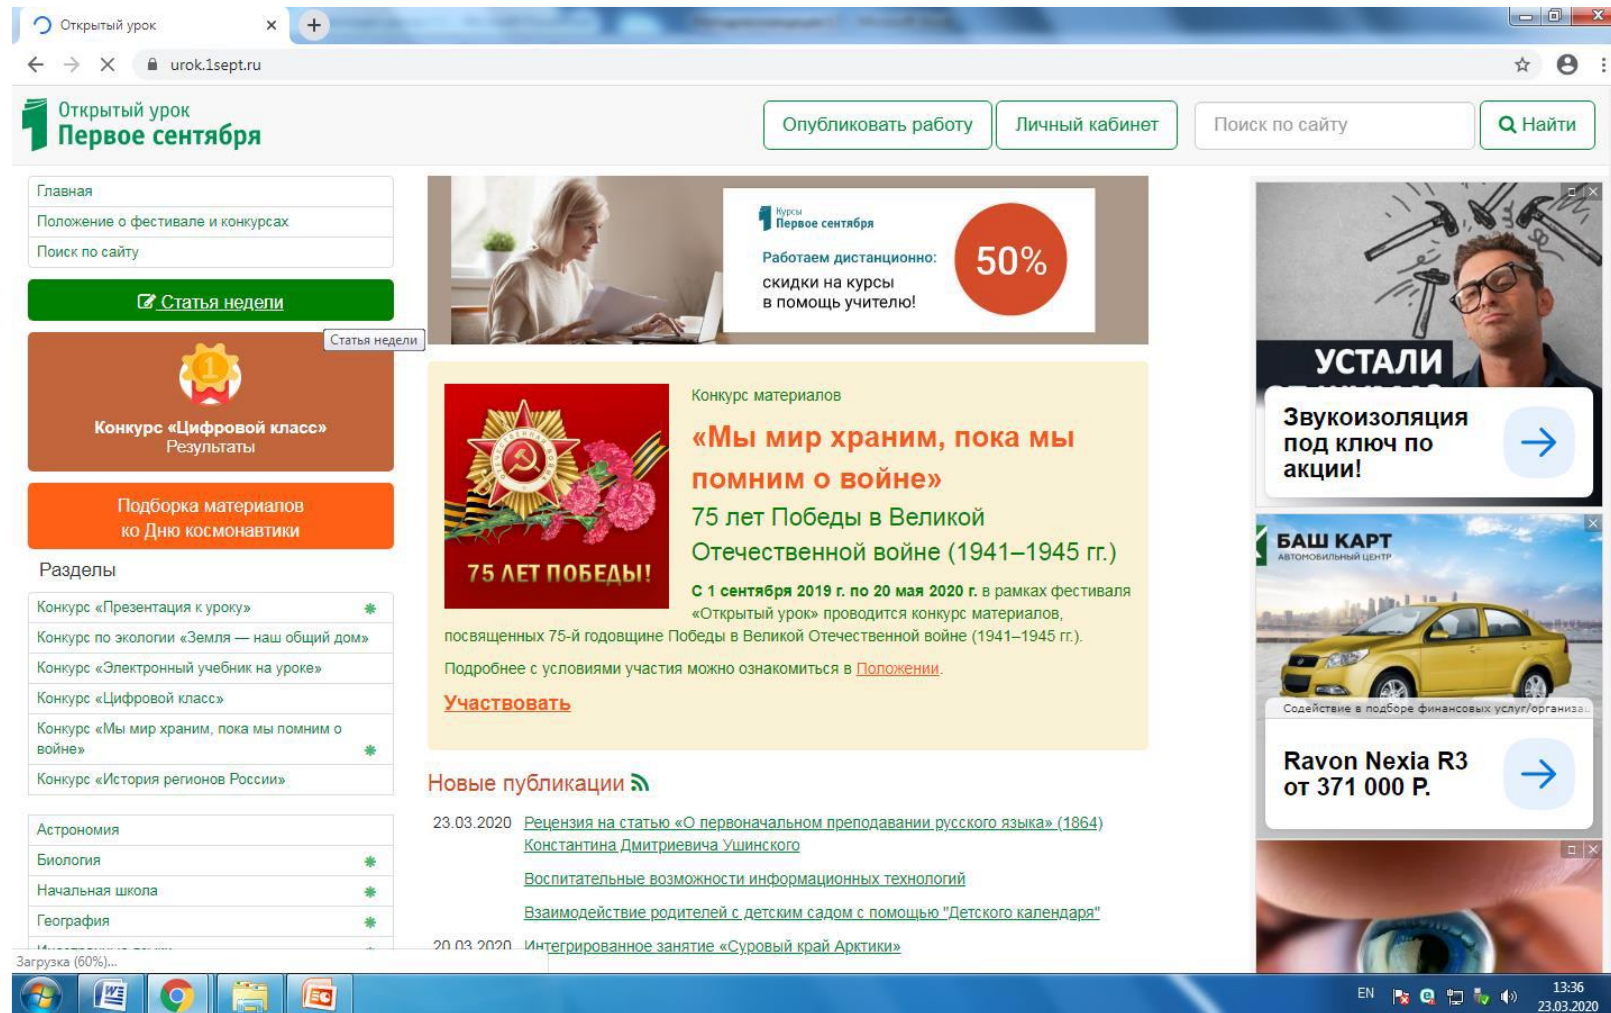 Открытый урок
urok.1sept.ru
Открытый урок
Первое сентября
Опубликовать работу
Личный кабинет
Поиск по сайту
Найти
Главная
Положение о фестивале и конкурсах
Поиск по сайту
Статья недели
Статья недели
1
Конкурс «Цифровой класс»
Результаты
Подборка материалов
ко Дню космонавтики
Разделы
Конкурс «Презентация к уроку»
Конкурс по экологии «Земля — наш общий дом»
Конкурс «Электронный учебник на уроке»
Конкурс «Цифровой класс»
Конкурс «Мы мир храним, пока мы помним о
войне»
Конкурс «История регионов России»
Астрономия
Биология
Начальная школа
География
Загрузка (60%)...
Курсы
Первое сентября
Работаем дистанционно:
скидки на курсы
в помощь учителю!
50%
75 ЛЕТ ПОБЕДЫ!
Конкурс материалов
«Мы мир храним, пока мы
помним о войне»
75 лет Победы в Великой
Отечественной войне (1941–1945 гг.)
С 1 сентября 2019 г. по 20 мая 2020 г. в рамках фестиваля
«Открытый урок» проводится конкурс материалов,
посвященных 75-й годовщине Победы в Великой Отечественной войне (1941–1945 гг.).
Подробнее с условиями участия можно ознакомиться в Положении.
Участвовать
Новые публикации
23.03.2020 Рецензия на статью «О первоначальном преподавании русского языка» (1864)
Константина Дмитриевича Ушинского
Воспитательные возможности информационных технологий
Взаимодействие родителей с детским садом с помощью "Детского календаря"
20.03.2020 Интегрированное занятие «Суровый край Арктики»
УСТАЛИ
Звукоизоляция
под ключ по
акции!
БАШ КАРТ
АВТОМОБИЛЬНЫЙ ЦЕНТР
Содействие в подборе финансовых услуг/организа
Ravon Nexia R3
от 371 000 Р.
EN
13:36
23.03.2020